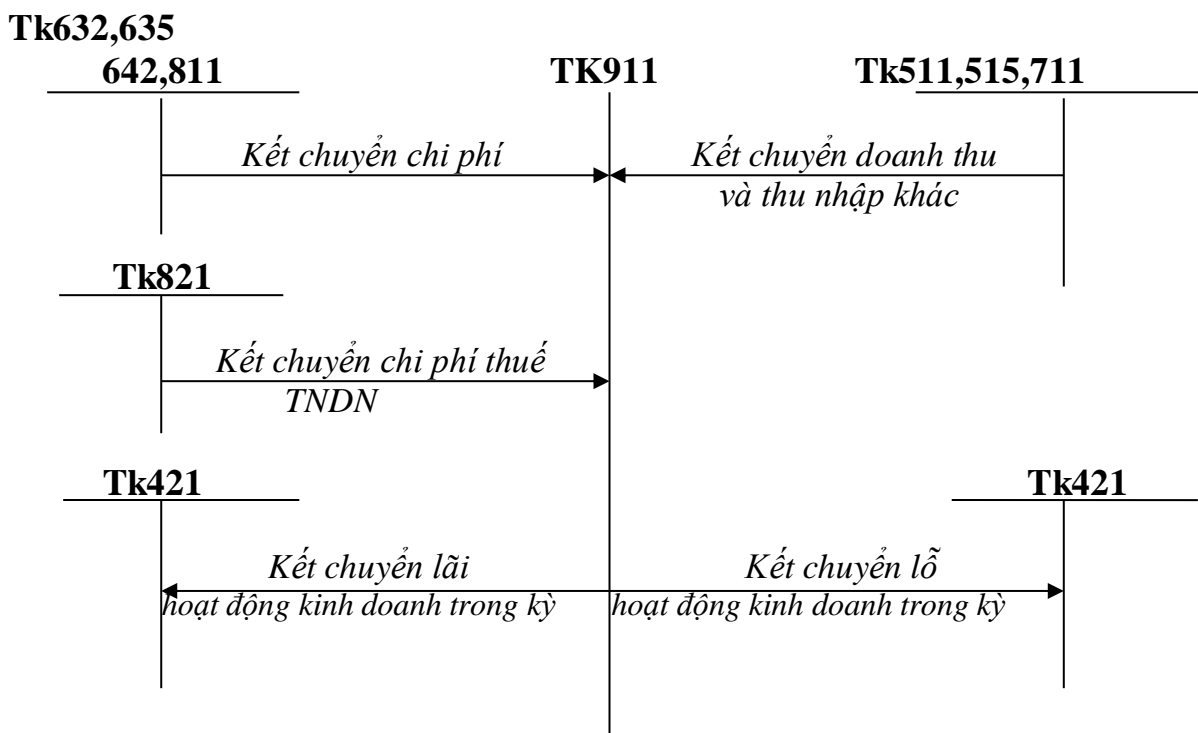 Tk632,635
642,811
TK911
Tk511,515,711
Kết chuyển chi phí
Kết chuyển doanh thu
và thu nhập khác
Tk821
Kết chuyển chi phí thuế
TNDN
Tk421
Tk421
Kết chuyển lãi
hoạt động kinh doanh trong kỳ
Kết chuyển lỗ
hoạt động kinh doanh trong kỳ